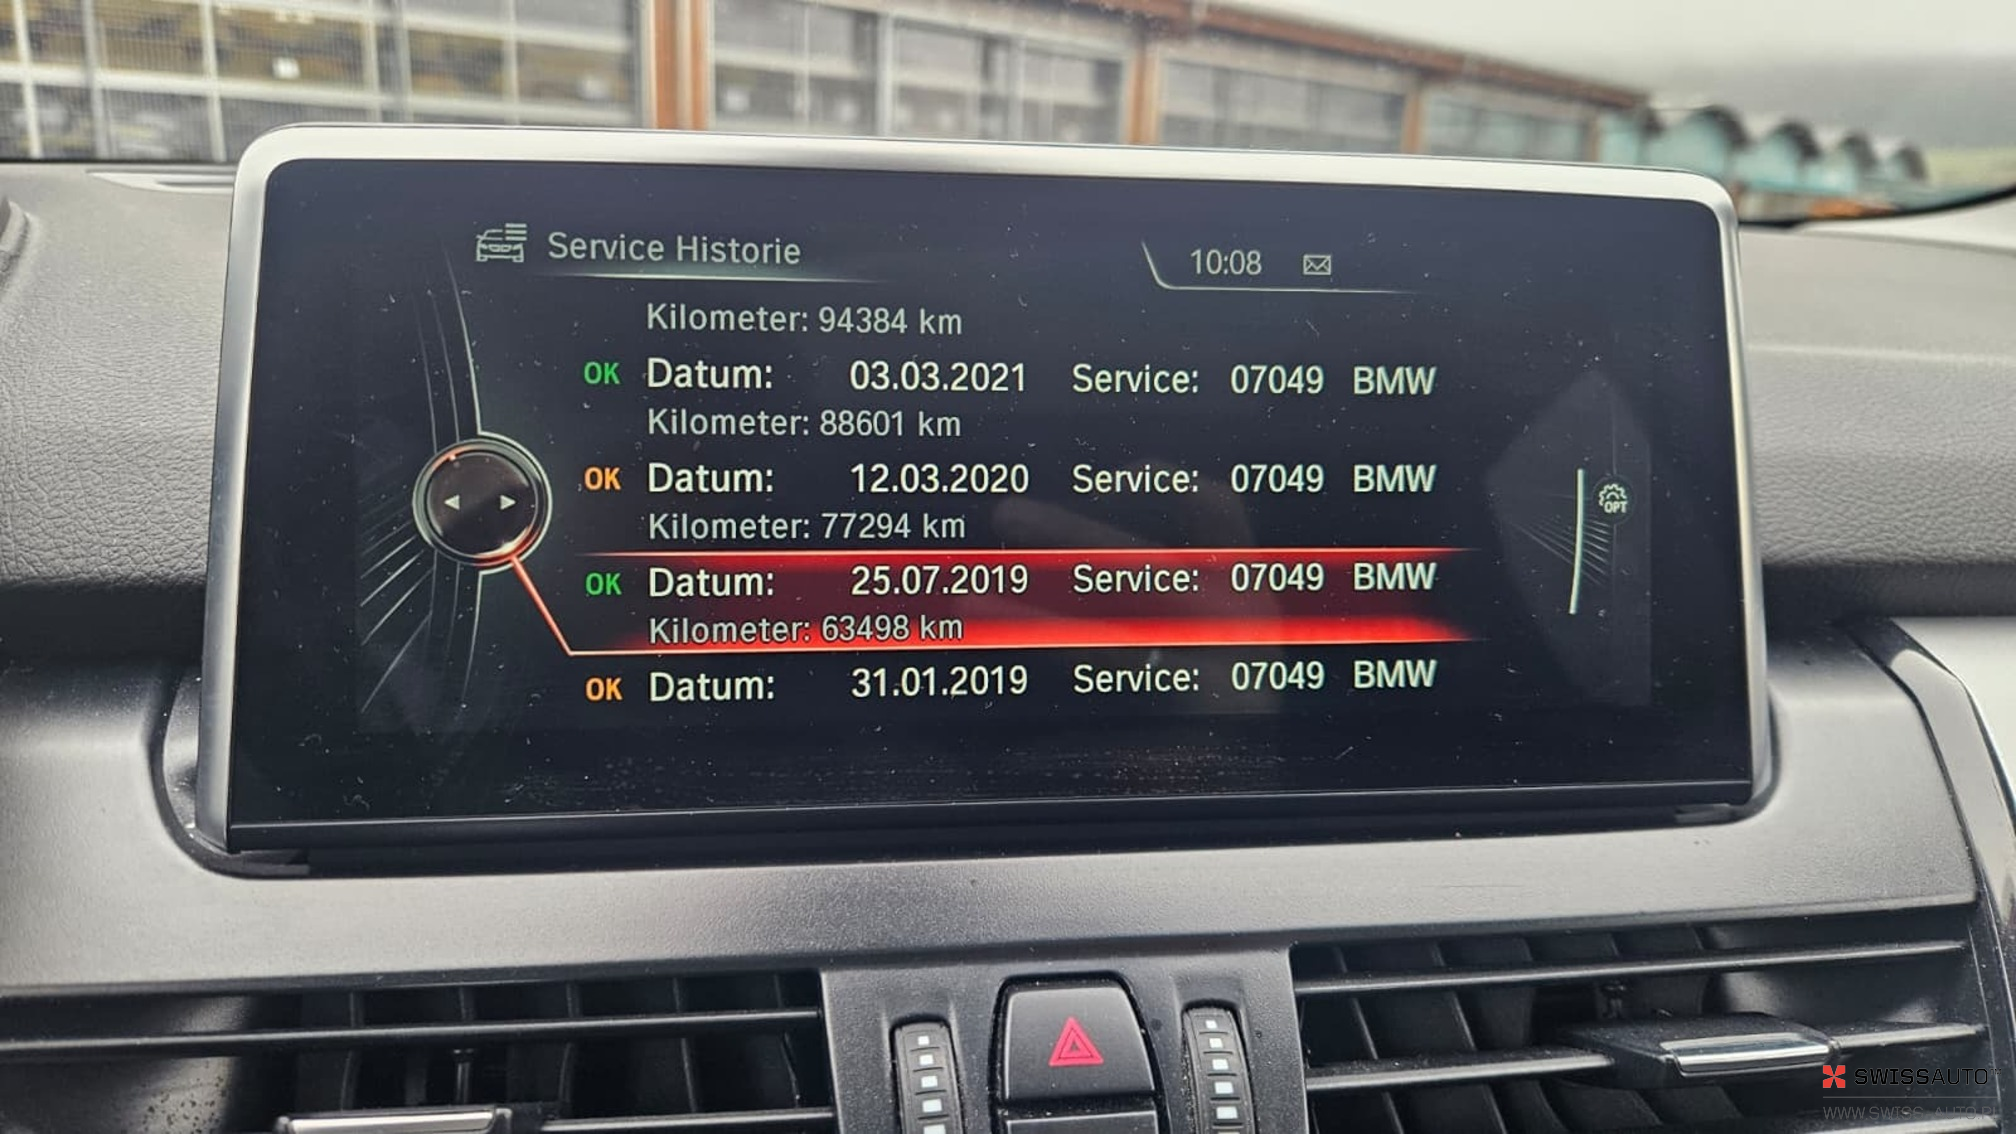 Service Historie
10:08
Kilometer: 94384 km
OK Datum: 03.03.2021 Service: 07049 BMW
Kilometer: 88601 km
OK Datum: 12.03.2020 Service: 07049 BMW
Kilometer: 77294 km
OK Datum: 25.07.2019 Service: 07049 BMW
Kilometer: 63498 km
OK Datum: 31.01.2019 Service: 07049 BMW
OPT
SWISSAUTO